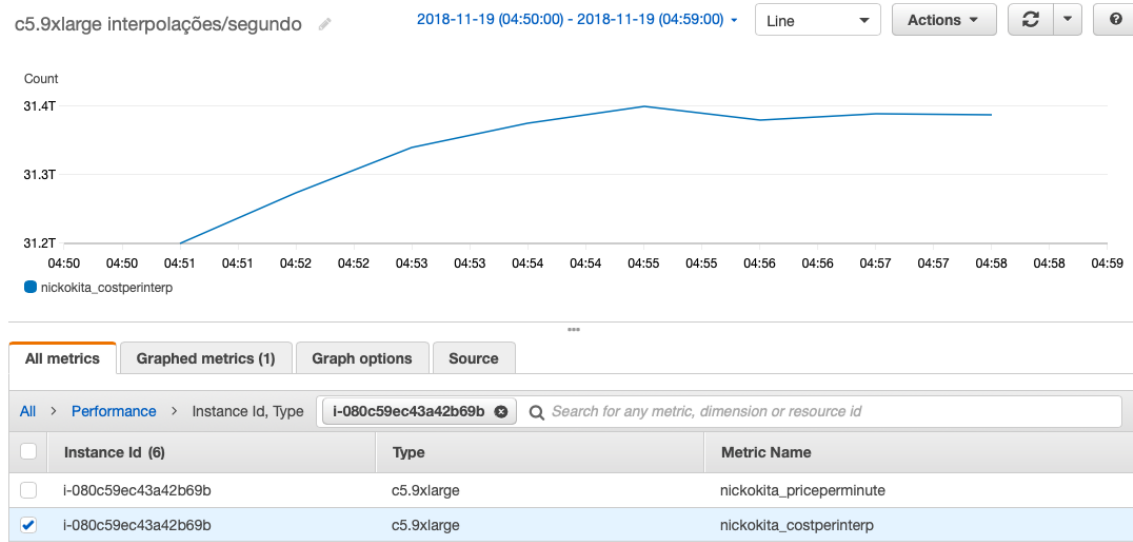 c5.9xlarge interpolações/segundo 2018-11-19 (04:50:00) - 2018-11-19 (04:59:00) Line Actions
Count
31.4T
31.3T
31.2T
04:50 04:50 04:51 04:51 04:52 04:52 04:53 04:53 04:54 04:54 04:55 04:55 04:56 04:56 04:57 04:57 04:58 04:58 04:59
nickokita_costperinterp
All metrics Graphed metrics (1) Graph options Source
All > Performance > Instance Id, Type i-080c59ec43a42b69b Search for any metric, dimension or resource id
Instance Id (6) Type Metric Name
i-080c59ec43a42b69b c5.9xlarge nickokita_priceperminute
i-080c59ec43a42b69b c5.9xlarge nickokita_costperinterp